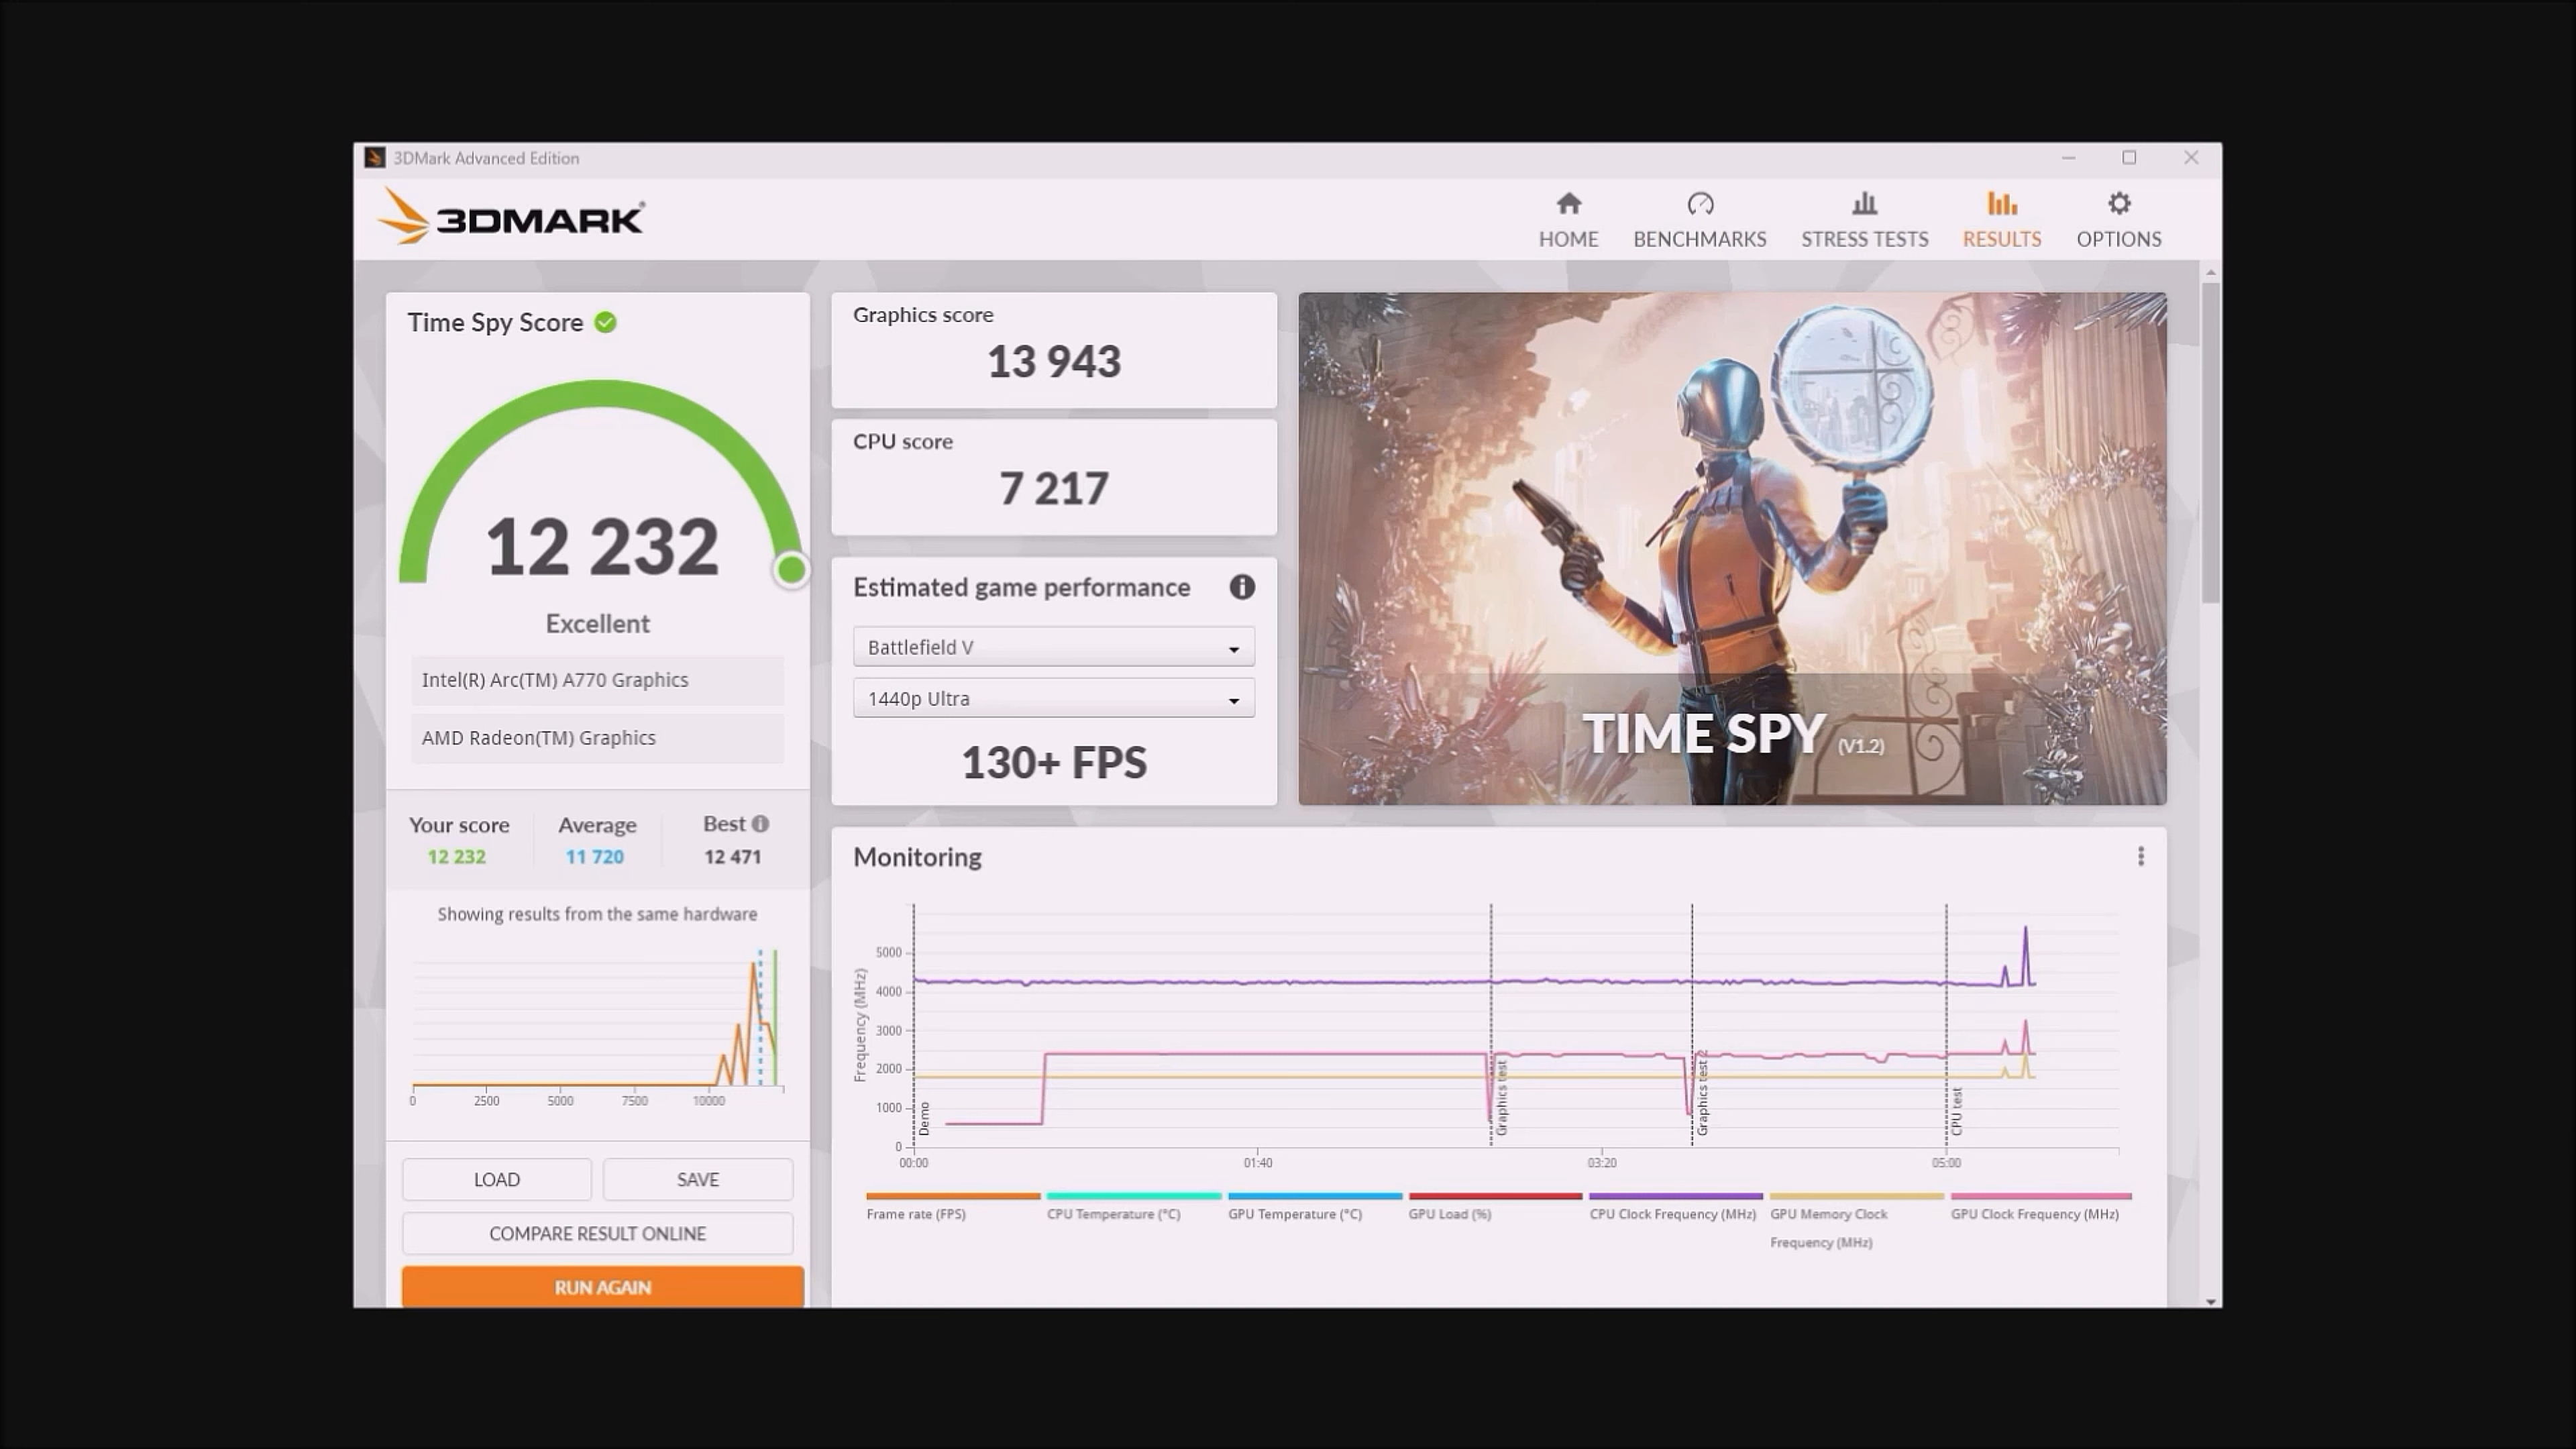 3DMark Advanced Edition
3DMARK
HOME
BENCHMARKS
STRESS TESTS
RESULTS
OPTIONS
Time Spy Score
12 232
Excellent
Intel(R) Arc(TM) A770 Graphics
AMD Radeon(TM) Graphics
Your score
12 232
Average
11 720
Best
12 471
Showing results from the same hardware
0 2500 5000 7500 10000
LOAD
SAVE
COMPARE RESULT ONLINE
RUN AGAIN
Graphics score
13 943
CPU score
7 217
Estimated game performance
Battlefield V
1440p Ultra
130+ FPS
TIME SPY (V1.2)
Monitoring
Frequency (MHz)
5000
4000
3000
2000
1000
0
Demo
Graphics test
Graphics test 2
CPU test
00:00 01:40 03:20 05:00
Frame rate (FPS)
CPU Temperature (°C)
GPU Temperature (°C)
GPU Load (%)
CPU Clock Frequency (MHz)
GPU Memory Clock
Frequency (MHz)
GPU Clock Frequency (MHz)